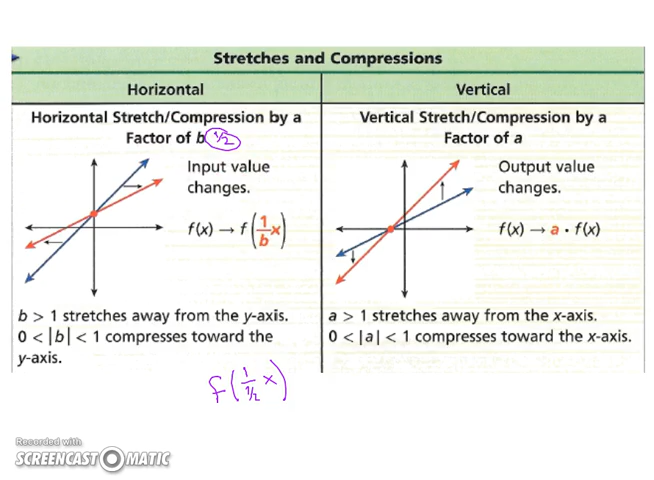 Stretches and Compressions
Horizontal
Vertical
Horizontal Stretch/Compression by a
Factor of b 1/2
Input value
changes.
f(x) → f(1/b x)
b > 1 stretches away from the y-axis.
0 < |b| < 1 compresses toward the
y-axis.
Vertical Stretch/Compression by a
Factor of a
Output value
changes.
f(x) → a · f(x)
a > 1 stretches away from the x-axis.
0 < |a| < 1 compresses toward the x-axis.
f(1/1/2 x)
Recorded with
SCREENCAST O MATIC